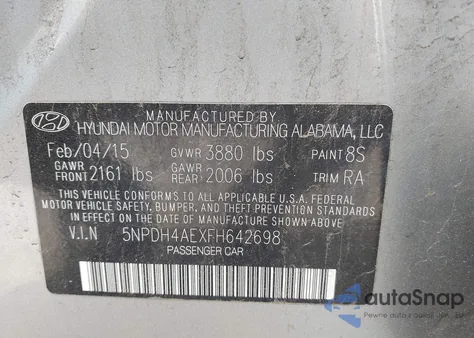 MANUFACTURED BY
HYUNDAI MOTOR MANUFACTURING ALABAMA, LLC
Feb/04/15 GVWR 3880 lbs PAINT 8S
GAWR FRONT 2161 lbs GAWR REAR 2006 lbs TRIM RA
THIS VEHICLE CONFORMS TO ALL APPLICABLE U.S.A. FEDERAL
MOTOR VEHICLE SAFETY, BUMPER, AND THEFT PREVENTION STANDARDS
IN EFFECT ON THE DATE OF MANUFACTURE SHOWN ABOVE.
V.I.N 5NPDH4AEXFH642698
PASSENGER CAR
autoSnap
Pewne auto z